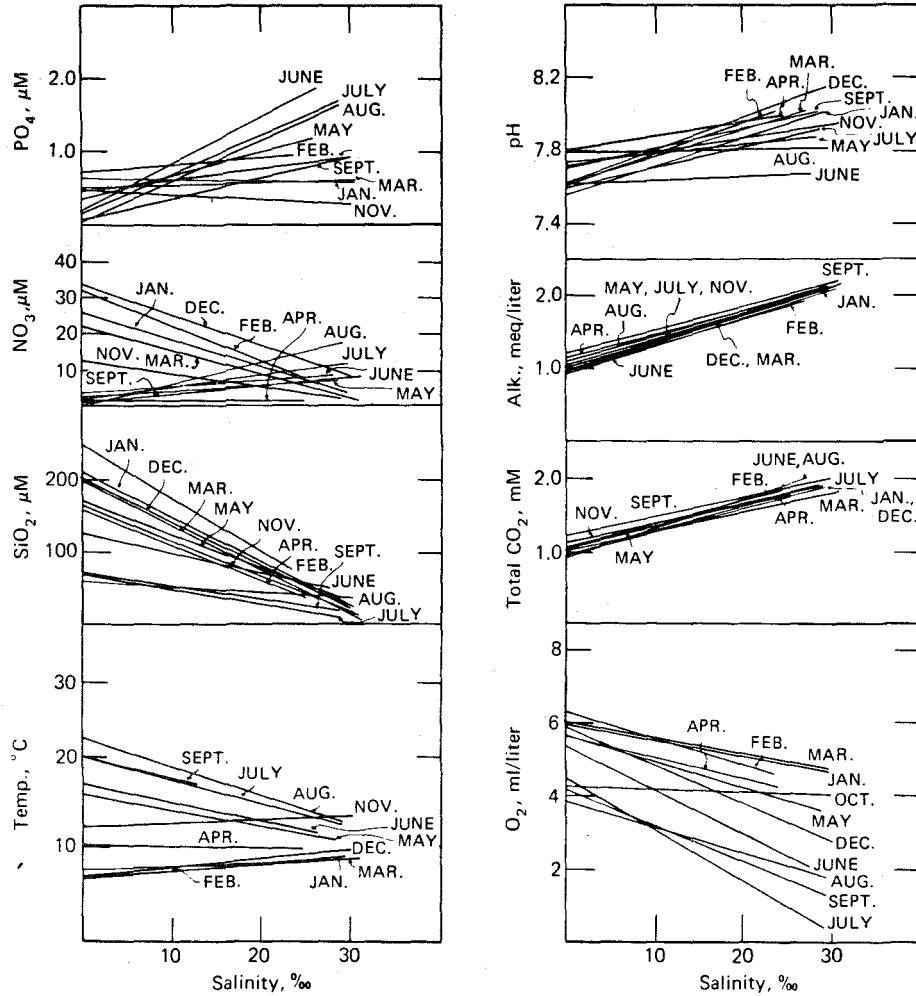 PO₄, μM
2.0
1.0
JUNE
JULY
AUG.
MAY
FEB.
SEPT.
MAR.
JAN.
NOV.
NO₃, μM
40
30
20
10
JAN.
DEC.
FEB.
APR.
AUG.
NOV.
MAR.
SEPT.
JULY
JUNE
MAY
SiO₂, μM
200
100
JAN.
DEC.
MAR.
MAY
NOV.
APR.
FEB.
SEPT.
JUNE
AUG.
JULY
Temp., °C
30
20
10
SEPT.
JULY
AUG.
NOV.
JUNE
MAY
APR.
DEC.
FEB.
JAN.
MAR.
0
10
20
30
Salinity, ‰
pH
8.2
7.8
7.4
FEB.
APR.
MAR.
DEC.
SEPT.
JAN.
NOV.
JULY
MAY
AUG.
JUNE
Alk., meq/liter
2.0
1.0
SEPT.
MAY, JULY, NOV.
AUG.
APR.
JAN.
FEB.
DEC., MAR.
JUNE
Total CO₂, mM
2.0
1.0
JUNE, AUG.
FEB.
JULY
SEPT.
NOV.
MAR.
JAN.,
DEC.
APR.
MAY
O₂, ml/liter
8
6
4
2
APR.
FEB.
MAR.
JAN.
OCT.
MAY
DEC.
JUNE
AUG.
SEPT.
JULY
0
10
20
30
Salinity, ‰